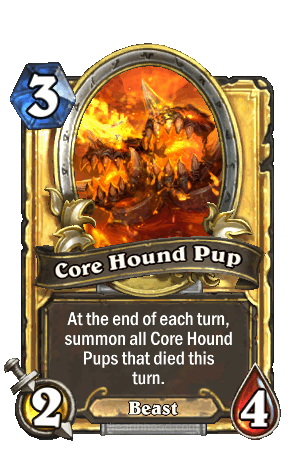 3
Core Hound Pup
At the end of each turn,
summon all Core Hound
Pups that died this
turn.
2
Beast
4